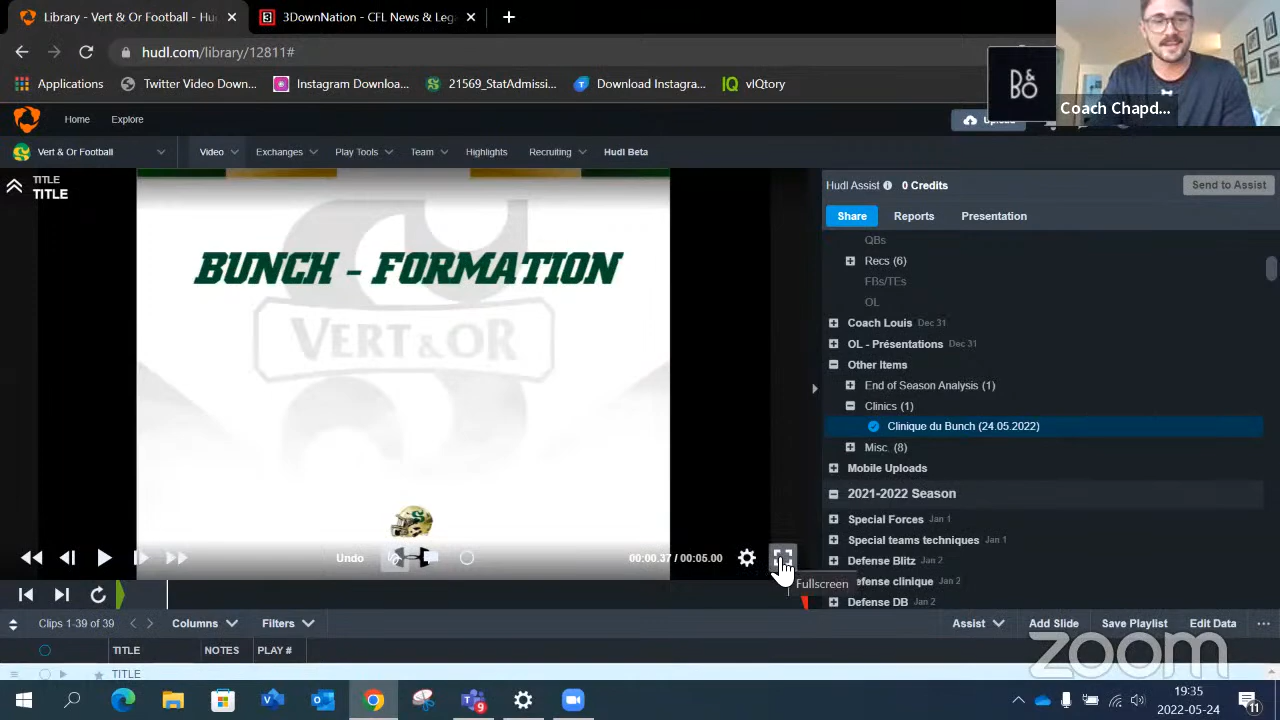 Library - Vert & Or Football - Hu
3DownNation - CFL News & Leg
hudl.com/library/12811#
Applications
Twitter Video Down...
Instagram Downloa...
21569_StatAdmissi...
Download Instagra...
IQ
vIQtory
B&
BO
Coach Chapd...
Home
Explore
Vert & Or Football
Video
Exchanges
Play Tools
Team
Highlights
Recruiting
Hudl Beta
TITLE
TITLE
BUNCH - FORMATION
VERT & OR
Undo
00:00.37 / 00:05.00
Fullscreen
Hudl Assist
0 Credits
Send to Assist
Share
Reports
Presentation
QBs
Recs (6)
FBs/TEs
OL
Coach Louis Dec 31
OL - Présentations Dec 31
Other Items
End of Season Analysis (1)
Clinics (1)
Clinique du Bunch (24.05.2022)
Misc. (8)
Mobile Uploads
2021-2022 Season
Special Forces Jan 1
Special teams techniques Jan 1
Defense Blitz Jan 2
efense clinique Jan 2
Defense DB Jan 2
Clips 1-39 of 39
Columns
Filters
Assist
Add Slide
Save Playlist
Edit Data
TITLE
NOTES
PLAY #
TITLE
zoom
9
19:35
2022-05-24
11